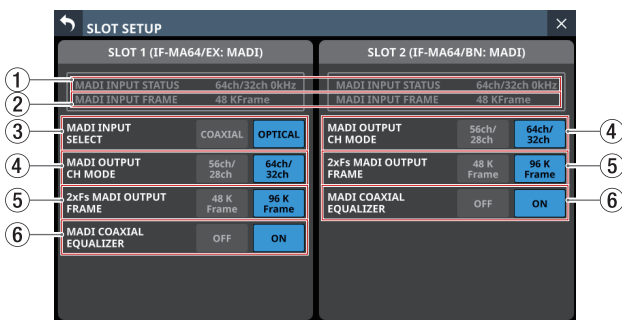 SLOT SETUP
SLOT 1 (IF-MA64/EX: MADI)
① MADI INPUT STATUS 64ch/32ch 0kHz
② MADI INPUT FRAME 48 KFrame
③ MADI INPUT SELECT COAXIAL OPTICAL
④ MADI OUTPUT CH MODE 56ch/28ch 64ch/32ch
⑤ 2xFs MADI OUTPUT FRAME 48 K Frame 96 K Frame
⑥ MADI COAXIAL EQUALIZER OFF ON
SLOT 2 (IF-MA64/BN: MADI)
MADI INPUT STATUS 64ch/32ch 0kHz
MADI INPUT FRAME 48 KFrame
MADI OUTPUT CH MODE 56ch/28ch 64ch/32ch ④
2xFs MADI OUTPUT FRAME 48 K Frame 96 K Frame ⑤
MADI COAXIAL EQUALIZER OFF ON ⑥